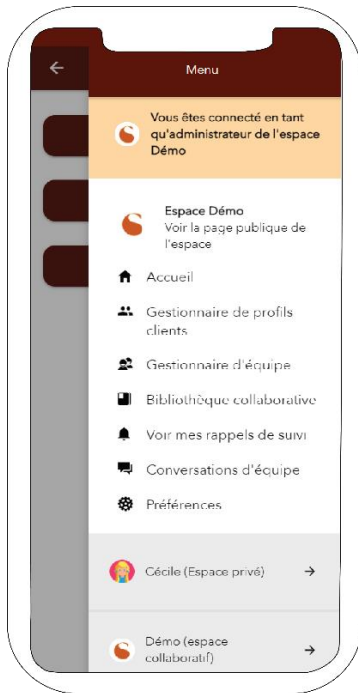 Menu
Vous êtes connecté en tant
qu'administrateur de l'espace
Démo
Espace Démo
Voir la page publique de
l'espace
Accueil
Gestionnaire de profils
clients
Gestionnaire d'équipe
Bibliothèque collaborative
Voir mes rappels de suivi
Conversations d'équipe
Préférences
Cécile (Espace privé)
Démo (espace
collaboratif)